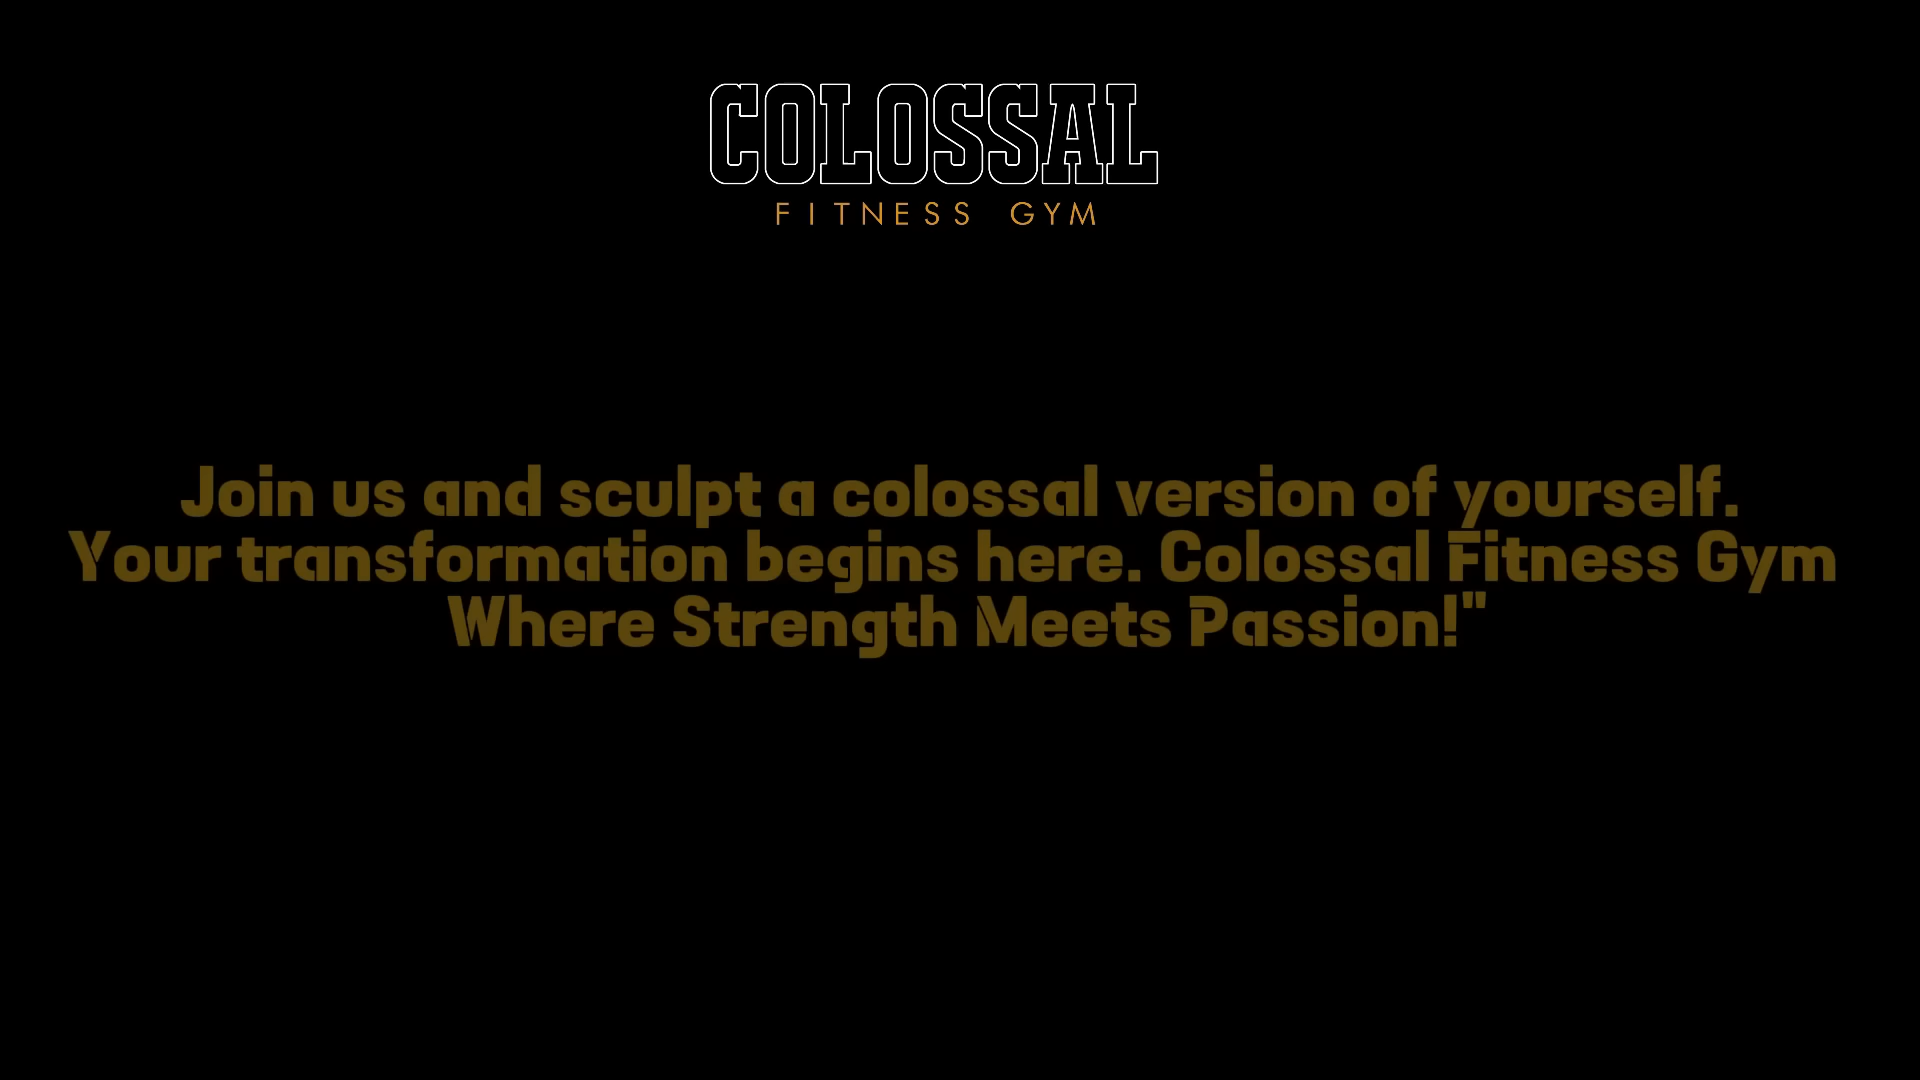 COLOSSAL
FITNESS GYM
Join us and sculpt a colossal version of yourself.
Your transformation begins here. Colossal Fitness Gym
Where Strength Meets Passion!"